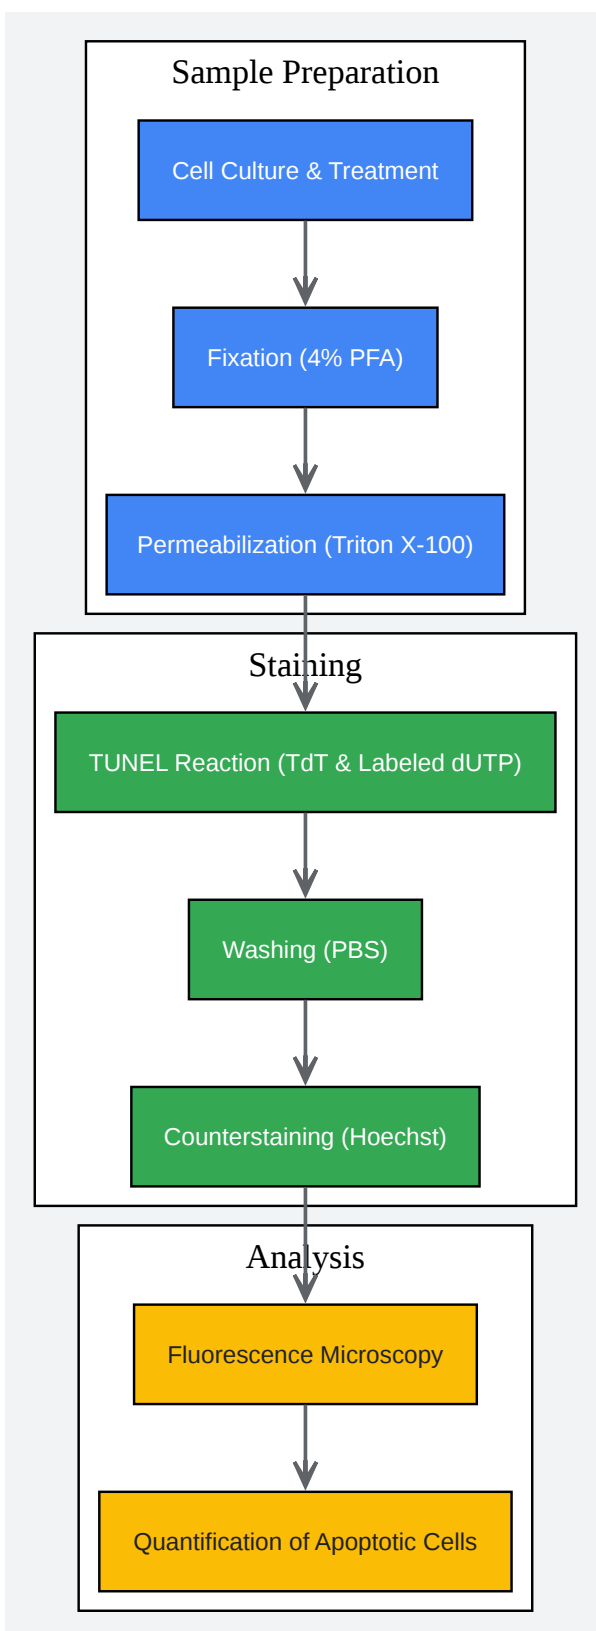 Sample Preparation
Cell Culture & Treatment
Fixation (4% PFA)
Permeabilization (Triton X-100)
Staining
TUNEL Reaction (TdT & Labeled dUTP)
Washing (PBS)
Counterstaining (Hoechst)
Analysis
Fluorescence Microscopy
Quantification of Apoptotic Cells